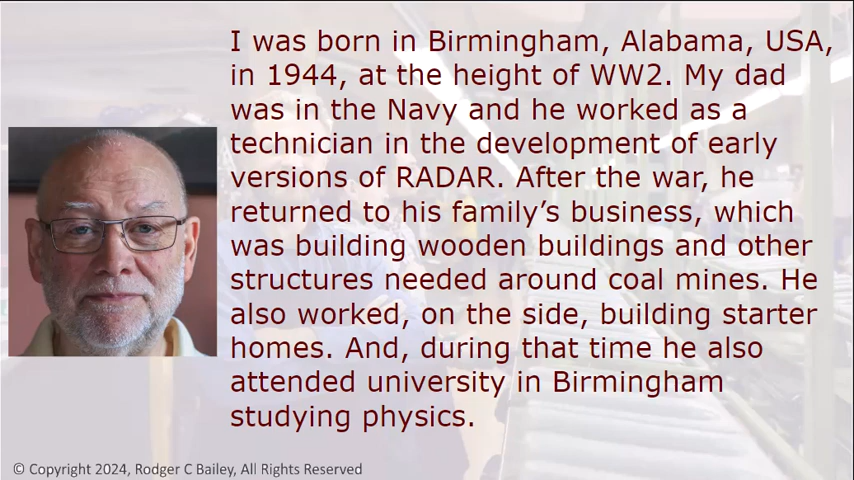 I was born in Birmingham, Alabama, USA,
in 1944, at the height of WW2. My dad
was in the Navy and he worked as a
technician in the development of early
versions of RADAR. After the war, he
returned to his family’s business, which
was building wooden buildings and other
structures needed around coal mines. He
also worked, on the side, building starter
homes. And, during that time he also
attended university in Birmingham
studying physics.
© Copyright 2024, Rodger C Bailey, All Rights Reserved